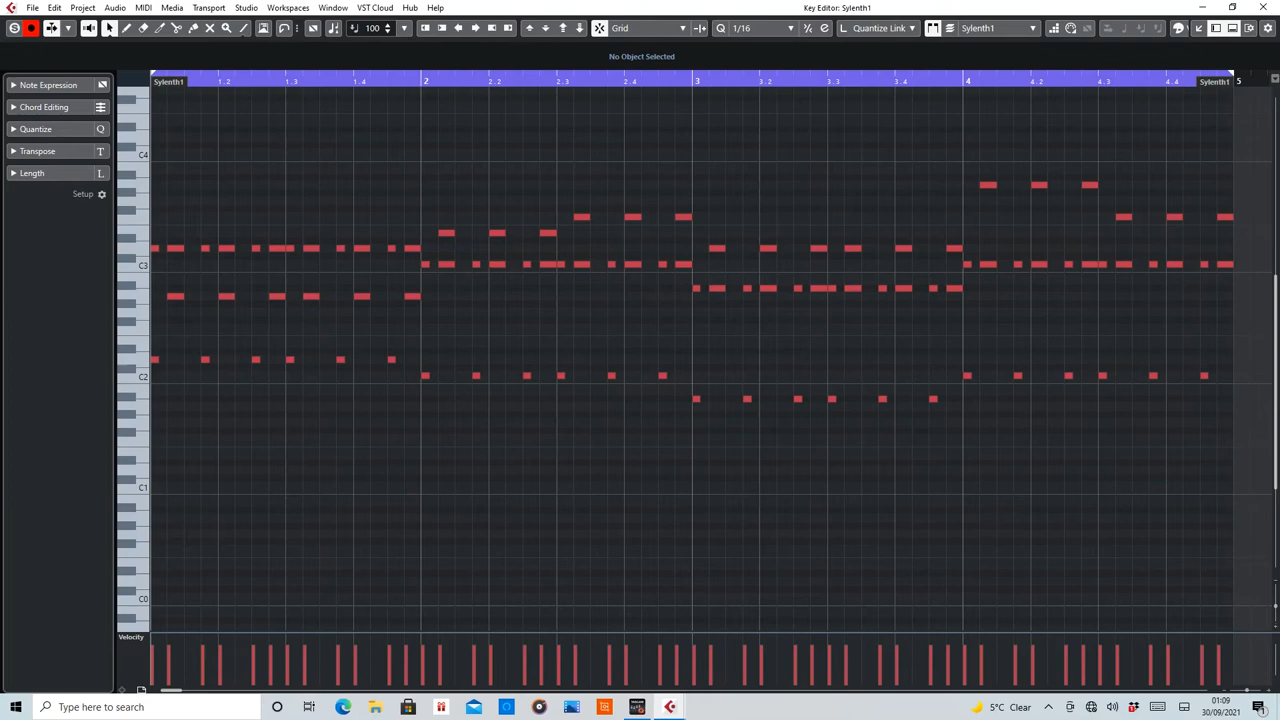 File Edit Project Audio MIDI Media Transport Studio Workspaces Window VST Cloud Hub Help
Key Editor: Sylenth1
S 100 Grid Q 1/16 Quantize Link Sylenth1
No Object Selected
Sylenth1 1.2 1.3 1.4 2 2.2 2.3 2.4 3 3.2 3.3 3.4 4 4.2 4.3 4.4 Sylenth1 5
Note Expression
Chord Editing
Quantize Q
Transpose T
Length L
Setup
C4
C3
C2
C1
C0
Velocity
Type here to search
5°C Clear
01:09
30/09/2021